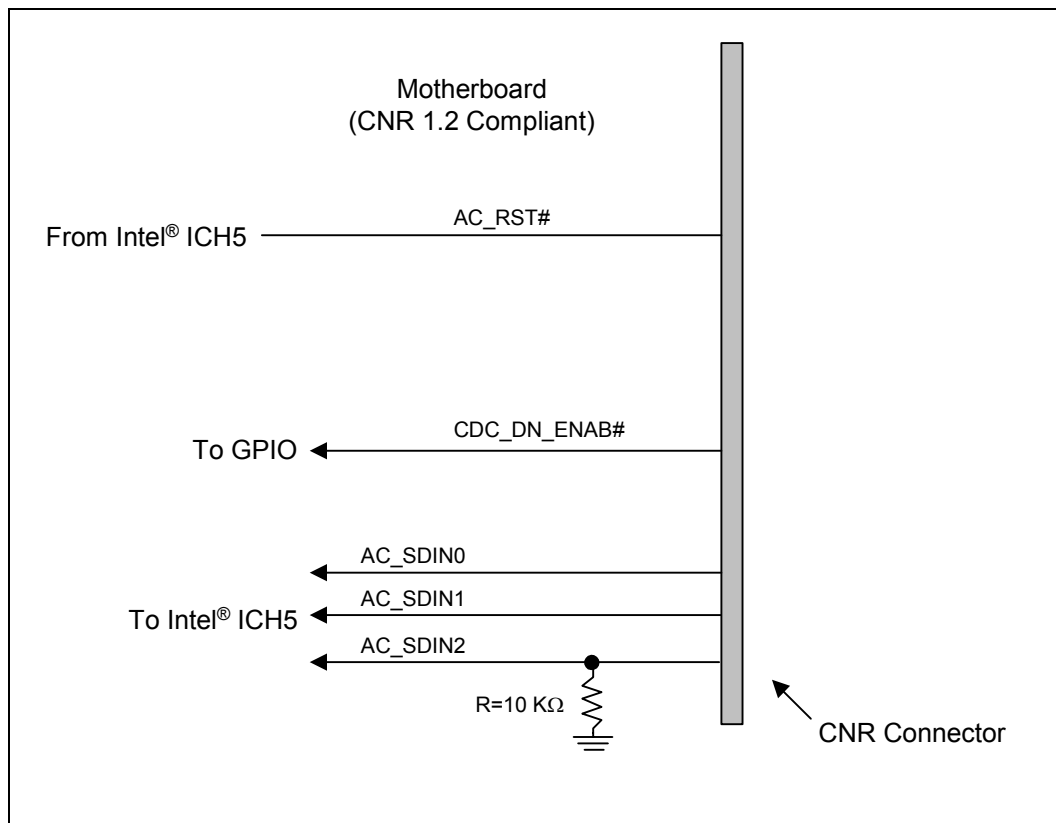 Motherboard
(CNR 1.2 Compliant)
AC_RST#
From Intel® ICH5
CDC_DN_ENAB#
To GPIO
AC_SDIN0
AC_SDIN1
To Intel® ICH5
AC_SDIN2
R=10 KΩ
CNR Connector